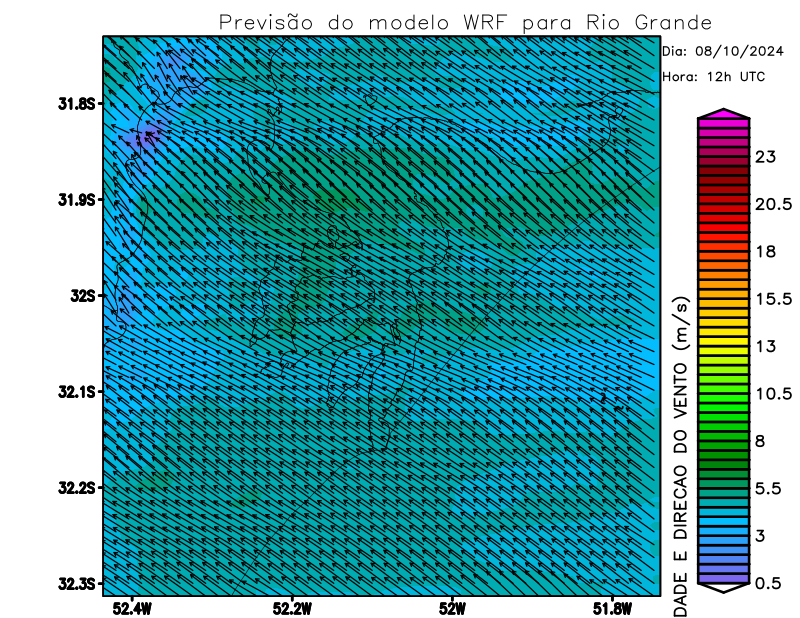 Previsão do modelo WRF para Rio Grande
Dia: 08/10/2024
Hora: 12h UTC
31.8S
31.9S
32S
32.1S
32.2S
32.3S
52.4W
52.2W
52W
51.8W
23
20.5
18
15.5
13
10.5
8
5.5
3
0.5
DADE E DIRECAO DO VENTO (m/s)